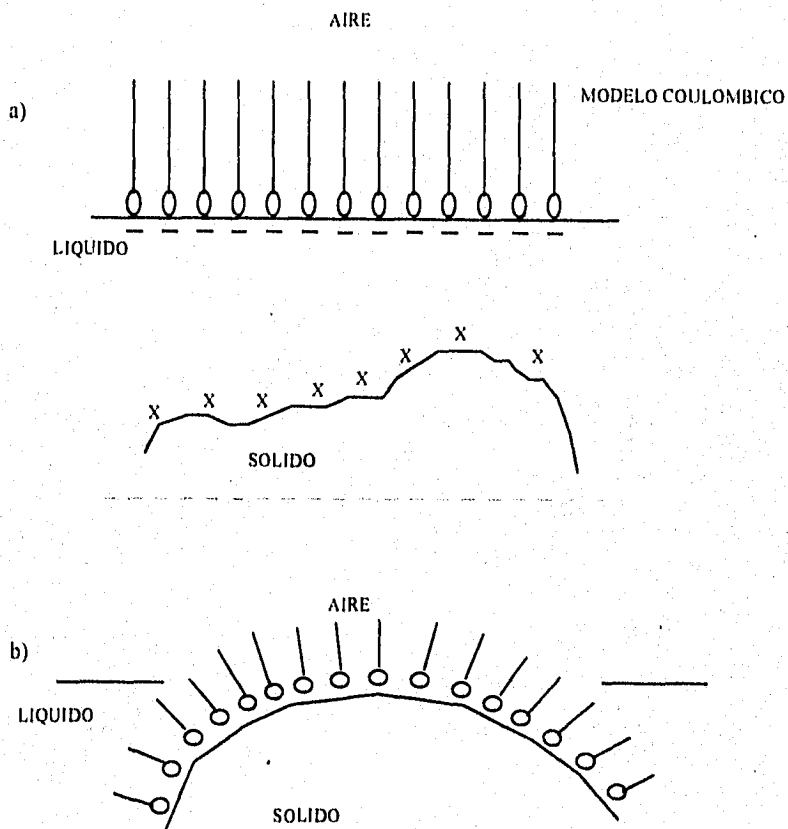 AIRE
MODELO COULOMBICO
a)
LIQUIDO
X X X X X X X X
SOLIDO
AIRE
b)
LIQUIDO
SOLIDO